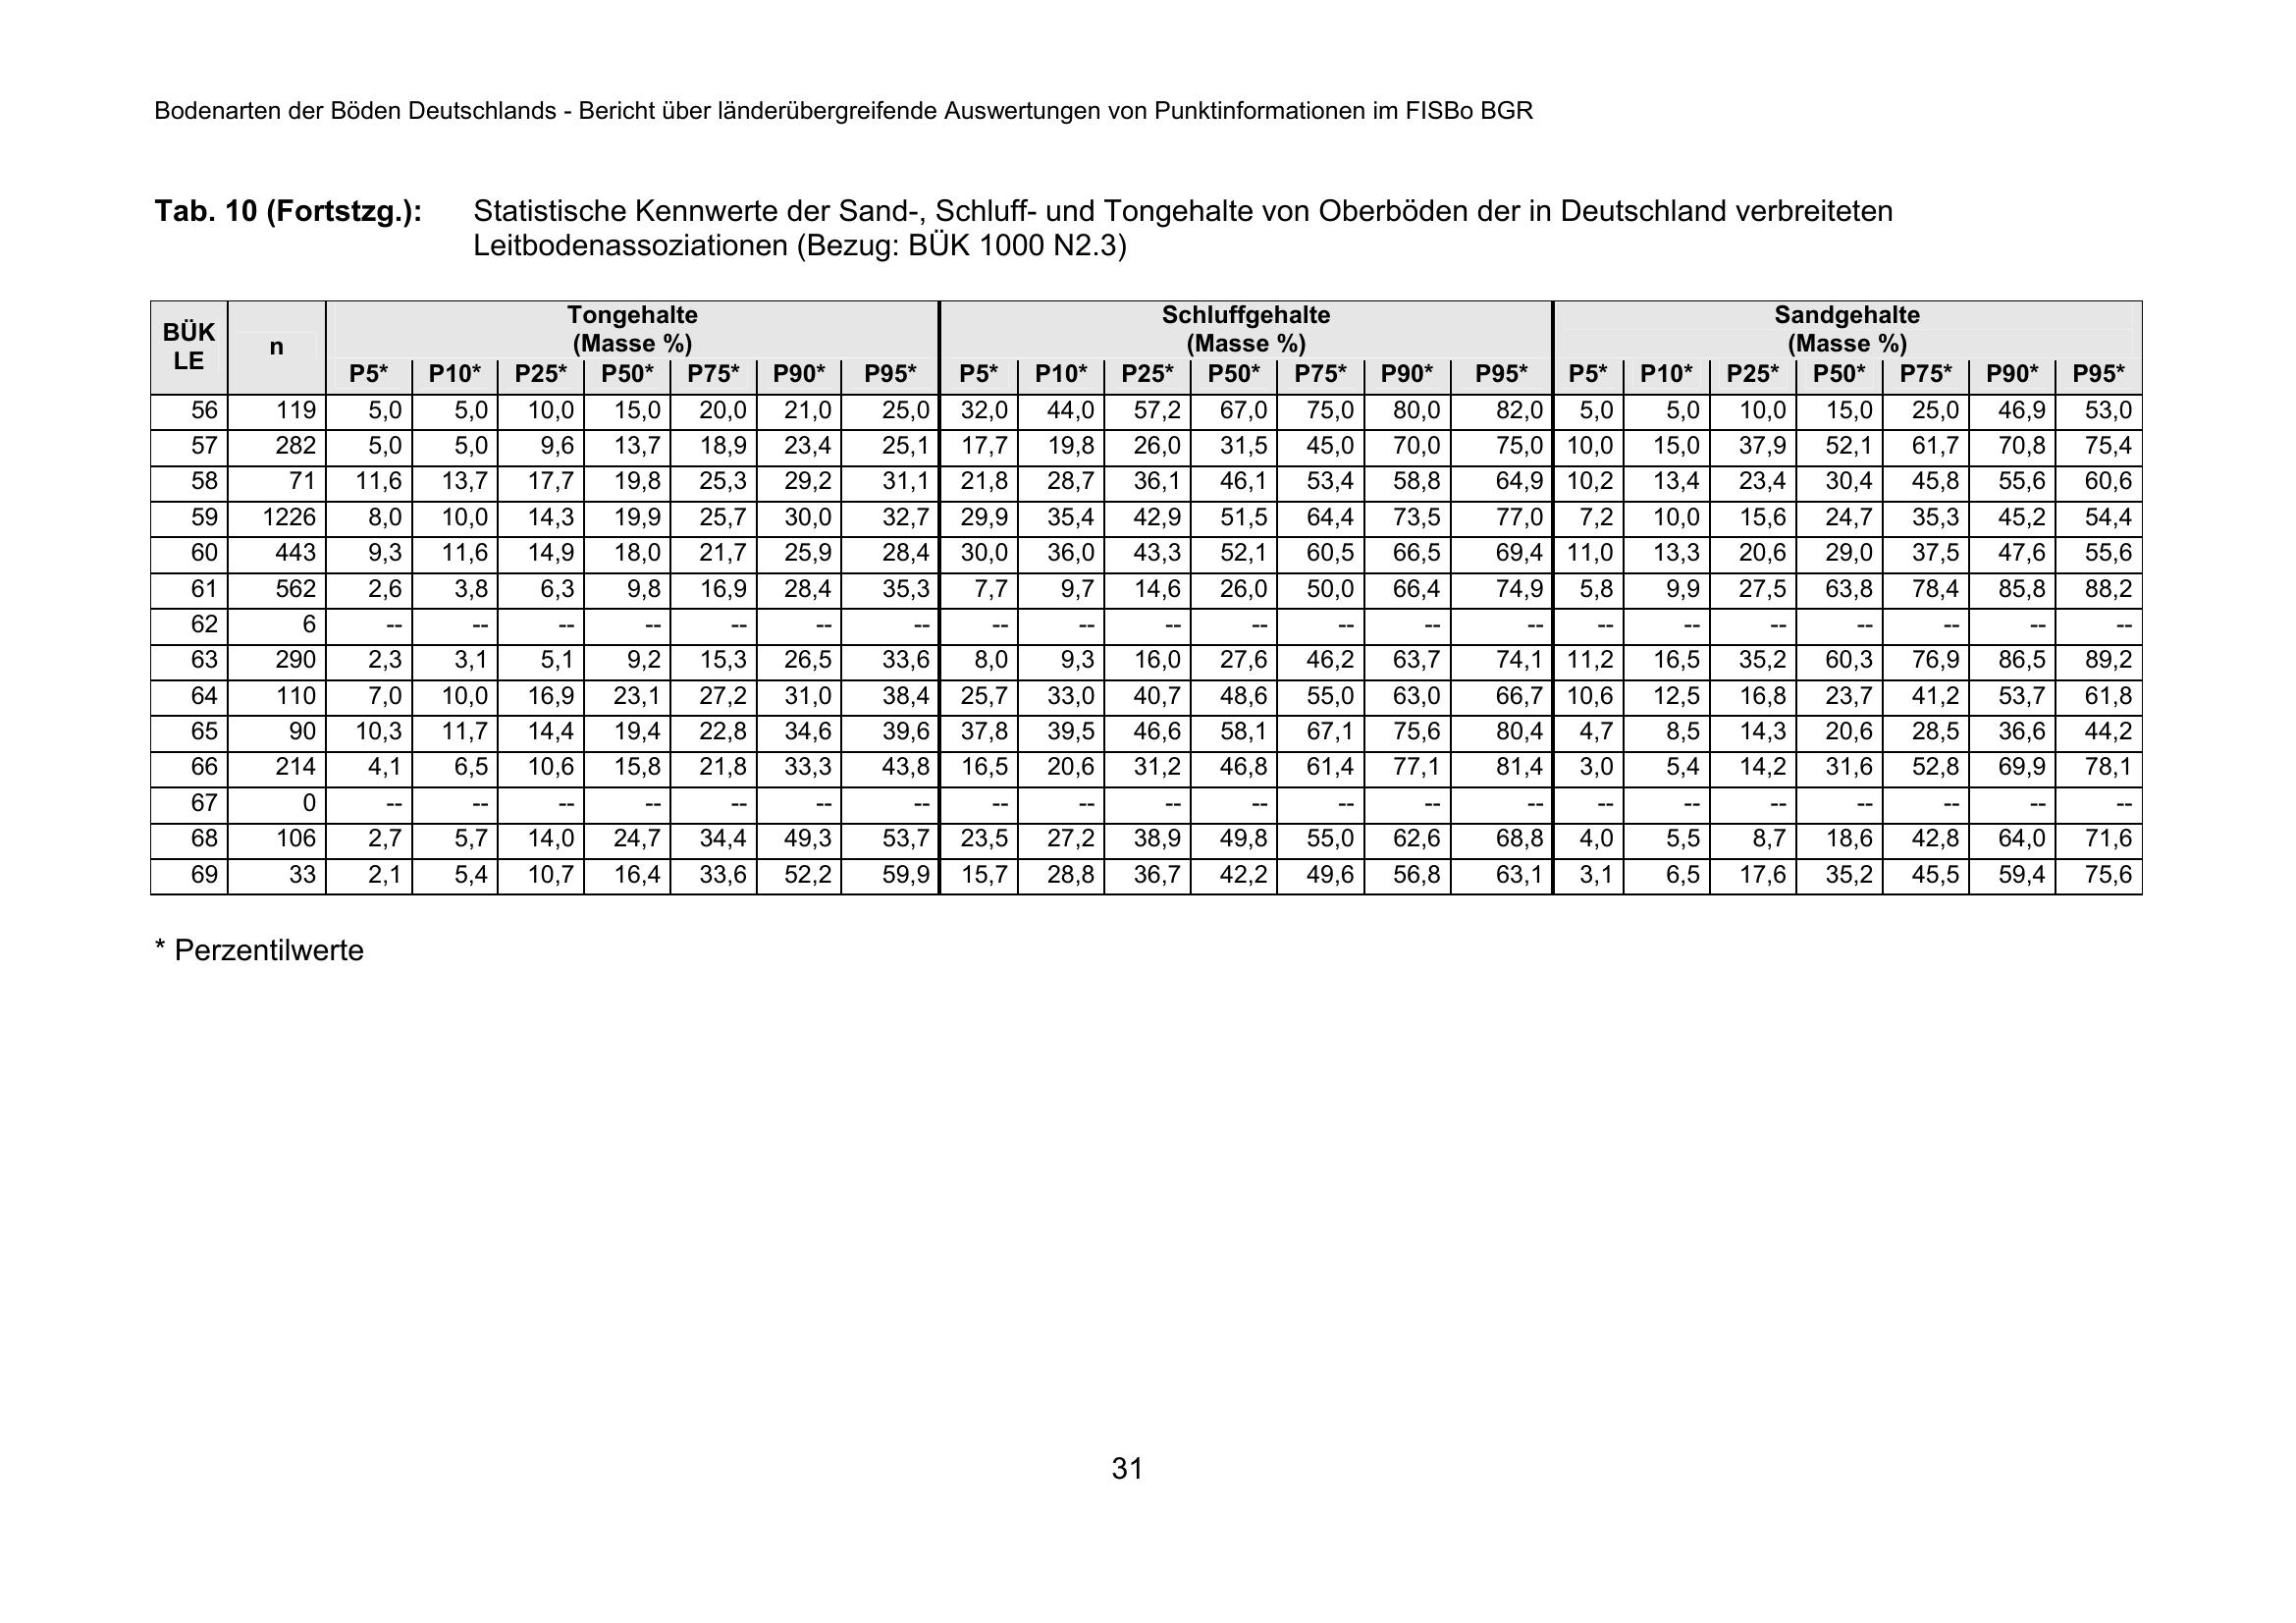 Bodenarten der Böden Deutschlands - Bericht über länderübergreifende Auswertungen von Punktinformationen im FISBo BGR
Tab. 10 (Fortstzg.): Statistische Kennwerte der Sand-, Schluff- und Tongehalte von Oberböden der in Deutschland verbreiteten
Leitbodenassoziationen (Bezug: BÜK 1000 N2.3)
BÜK LE n Tongehalte (Masse %) Schluffgehalte (Masse %) Sandgehalte (Masse %)
P5* P10* P25* P50* P75* P90* P95* P5* P10* P25* P50* P75* P90* P95* P5* P10* P25* P50* P75* P90* P95*
56 119 5,0 5,0 10,0 15,0 20,0 21,0 25,0 32,0 44,0 57,2 67,0 75,0 80,0 82,0 5,0 5,0 10,0 15,0 25,0 46,9 53,0
57 282 5,0 5,0 9,6 13,7 18,9 23,4 25,1 17,7 19,8 26,0 31,5 45,0 70,0 75,0 10,0 15,0 37,9 52,1 61,7 70,8 75,4
58 71 11,6 13,7 17,7 19,8 25,3 29,2 31,1 21,8 28,7 36,1 46,1 53,4 58,8 64,9 10,2 13,4 23,4 30,4 45,8 55,6 60,6
59 1226 8,0 10,0 14,3 19,9 25,7 30,0 32,7 29,9 35,4 42,9 51,5 64,4 73,5 77,0 7,2 10,0 15,6 24,7 35,3 45,2 54,4
60 443 9,3 11,6 14,9 18,0 21,7 25,9 28,4 30,0 36,0 43,3 52,1 60,5 66,5 69,4 11,0 13,3 20,6 29,0 37,5 47,6 55,6
61 562 2,6 3,8 6,3 9,8 16,9 28,4 35,3 7,7 9,7 14,6 26,0 50,0 66,4 74,9 5,8 9,9 27,5 63,8 78,4 85,8 88,2
62 6 -- -- -- -- -- -- -- -- -- -- -- -- -- -- -- -- -- -- -- -- --
63 290 2,3 3,1 5,1 9,2 15,3 26,5 33,6 8,0 9,3 16,0 27,6 46,2 63,7 74,1 11,2 16,5 35,2 60,3 76,9 86,5 89,2
64 110 7,0 10,0 16,9 23,1 27,2 31,0 38,4 25,7 33,0 40,7 48,6 55,0 63,0 66,7 10,6 12,5 16,8 23,7 41,2 53,7 61,8
65 90 10,3 11,7 14,4 19,4 22,8 34,6 39,6 37,8 39,5 46,6 58,1 67,1 75,6 80,4 4,7 8,5 14,3 20,6 28,5 36,6 44,2
66 214 4,1 6,5 10,6 15,8 21,8 33,3 43,8 16,5 20,6 31,2 46,8 61,4 77,1 81,4 3,0 5,4 14,2 31,6 52,8 69,9 78,1
67 0 -- -- -- -- -- -- -- -- -- -- -- -- -- -- -- -- -- -- -- -- --
68 106 2,7 5,7 14,0 24,7 34,4 49,3 53,7 23,5 27,2 38,9 49,8 55,0 62,6 68,8 4,0 5,5 8,7 18,6 42,8 64,0 71,6
69 33 2,1 5,4 10,7 16,4 33,6 52,2 59,9 15,7 28,8 36,7 42,2 49,6 56,8 63,1 3,1 6,5 17,6 35,2 45,5 59,4 75,6
* Perzentilwerte
31